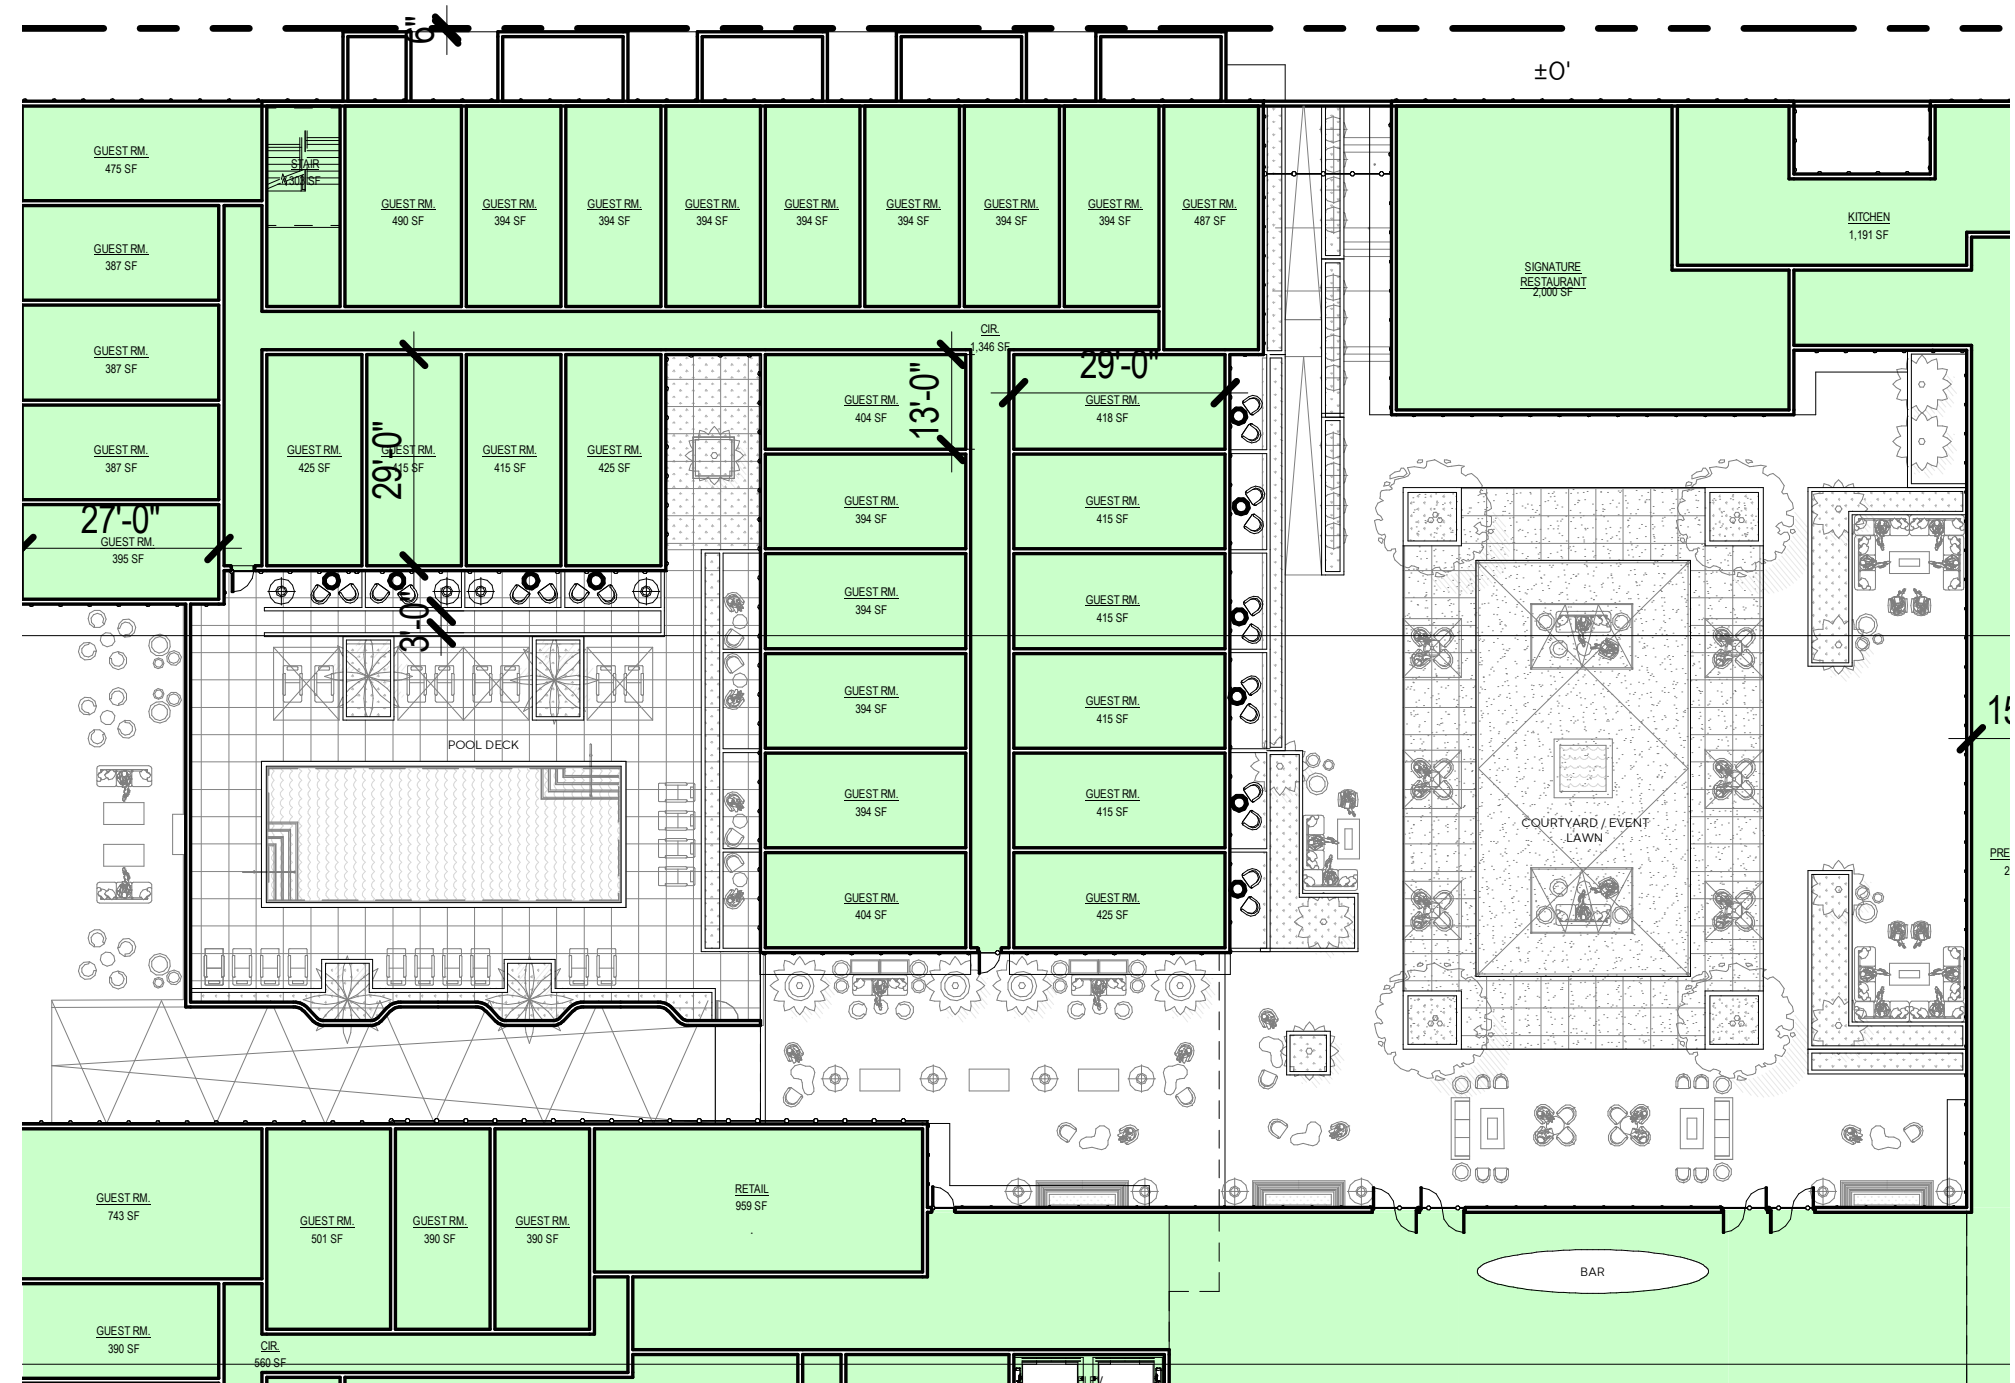 6"
±0'
GUEST RM.
475 SF
STAIR
GUEST RM.
490 SF
GUEST RM.
394 SF
GUEST RM.
394 SF
GUEST RM.
394 SF
GUEST RM.
394 SF
GUEST RM.
394 SF
GUEST RM.
394 SF
GUEST RM.
394 SF
GUEST RM.
487 SF
KITCHEN
1,191 SF
GUEST RM.
387 SF
SIGNATURE
RESTAURANT
2,000 SF
CIR.
1,346 SF
GUEST RM.
387 SF
29'-0"
13'-0"
GUEST RM.
404 SF
GUEST RM.
418 SF
GUEST RM.
387 SF
GUEST RM.
425 SF
29'-0"
GUEST RM.
415 SF
GUEST RM.
415 SF
GUEST RM.
425 SF
27'-0"
GUEST RM.
395 SF
GUEST RM.
394 SF
GUEST RM.
415 SF
3'-0"
GUEST RM.
394 SF
GUEST RM.
415 SF
GUEST RM.
394 SF
GUEST RM.
415 SF
15
POOL DECK
GUEST RM.
394 SF
GUEST RM.
415 SF
COURTYARD / EVENT
LAWN
PRE
2
GUEST RM.
404 SF
GUEST RM.
425 SF
GUEST RM.
743 SF
GUEST RM.
501 SF
GUEST RM.
390 SF
GUEST RM.
390 SF
RETAIL
959 SF
BAR
GUEST RM.
390 SF
CIR.
560 SF